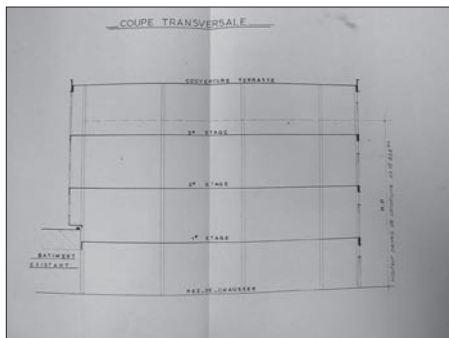 COUPE TRANSVERSALE
COUVERTURE TERRASSE
3e ETAGE
2e ETAGE
1er ETAGE
BATIMENT
EXISTANT
REZ-DE-CHAUSSEE